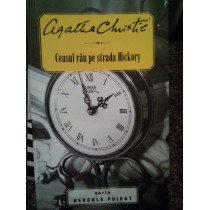 Agatha Christie
Ceasul rău pe strada Hickory
seria
HERCULE POIROT